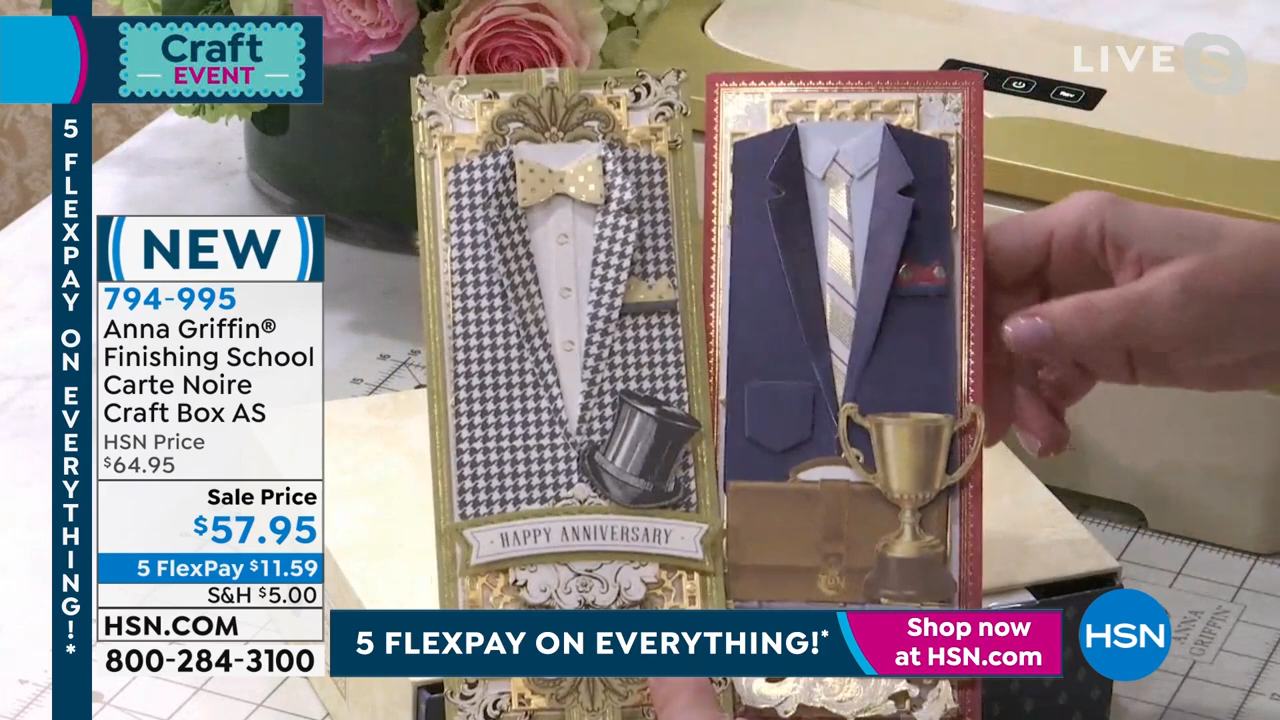 Craft
EVENT
5 FLEXPAY ON EVERYTHING!*
NEW
794-995
Anna Griffin®
Finishing School
Carte Noire
Craft Box AS
HSN Price
$64.95
Sale Price
$57.95
5 FlexPay $11.59
S&H $5.00
HSN.COM
800-284-3100
LIVE S
Rev
· HAPPY ANNIVERSARY ·
5 FLEXPAY ON EVERYTHING!*
Shop now
at HSN.com
HSN
ANNA
GRIFFIN